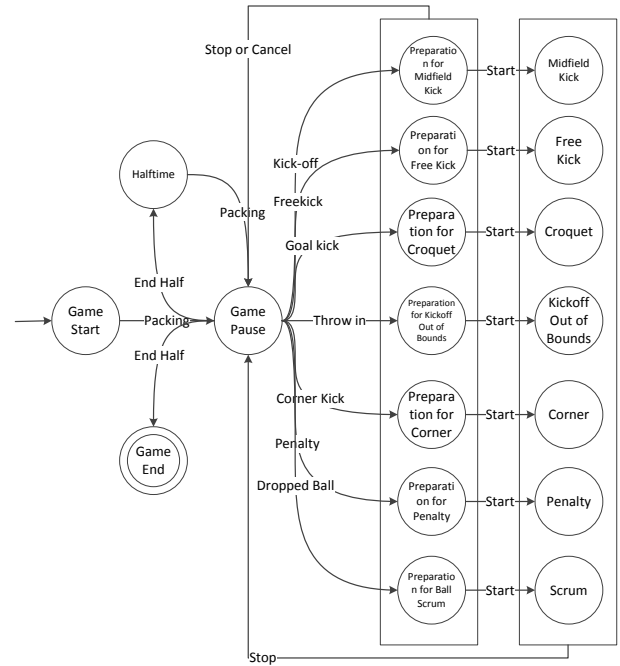 Stop or Cancel
Preparatio
n for
Midfield
Kick
Start
Midfield
Kick
Kick-off
Preparati
on for
Free Kick
Start
Free
Kick
Halftime
Freekick
Packing
Goal kick
Prepara
tion for
Croquet
Start
Croquet
End Half
Game
Start
Packing
Game
Pause
Throw in
Preparation
for Kickoff
Out of
Bounds
Start
Kickoff
Out of
Bounds
End Half
Corner Kick
Prepara
tion for
Corner
Start
Corner
Game
End
Penalty
Preparati
on for
Penalty
Start
Penalty
Dropped Ball
Preparatio
n for Ball
Scrum
Start
Scrum
Stop